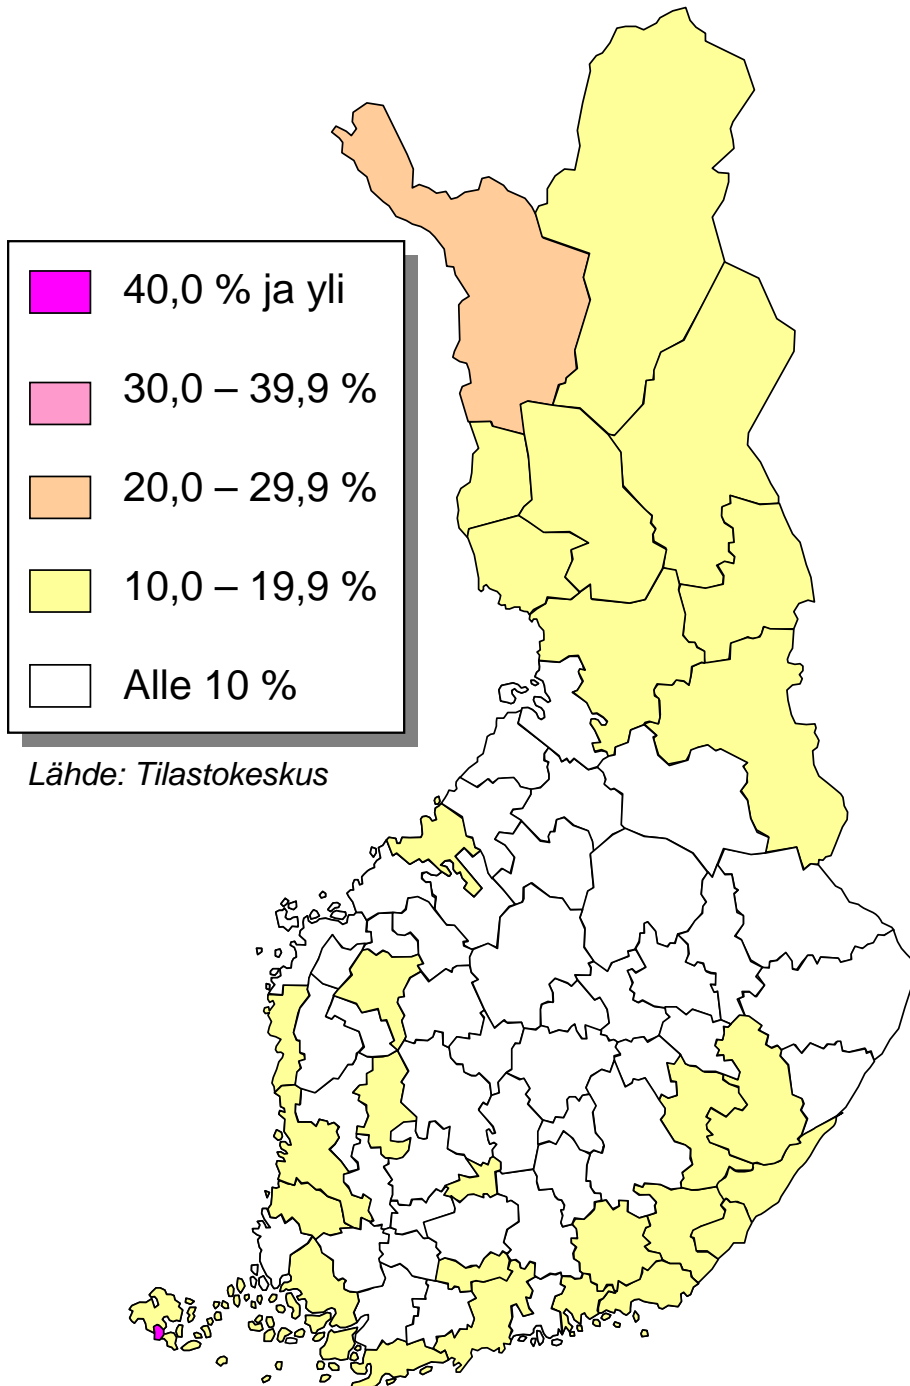 40,0 % ja yli
30,0 – 39,9 %
20,0 – 29,9 %
10,0 – 19,9 %
Alle 10 %
Lähde: Tilastokeskus